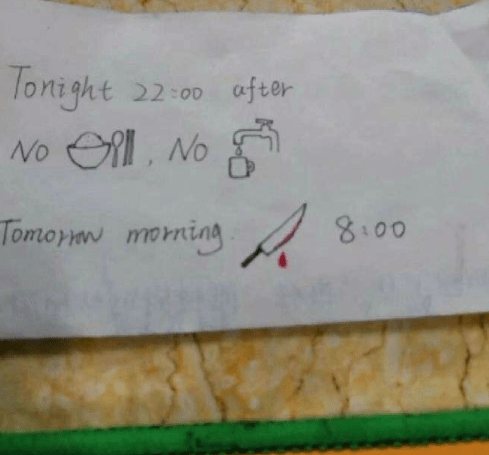 Tonight 22:00 after
No , No
Tomorrow morning. 8:00